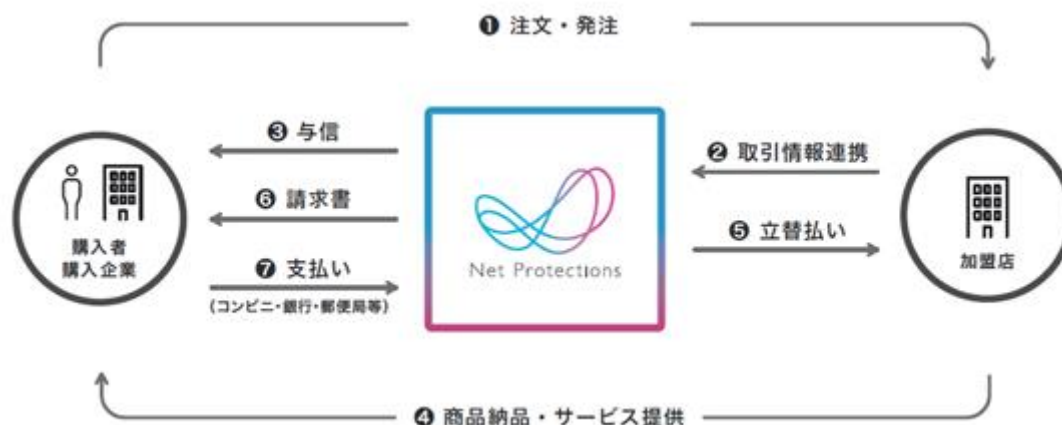 ❶ 注文・発注
❸ 与信
❷ 取引情報連携
❻ 請求書
❺ 立替払い
購入者
購入企業
Net Protections
加盟店
❼ 支払い
(コンビニ・銀行・郵便局等)
❹ 商品納品・サービス提供